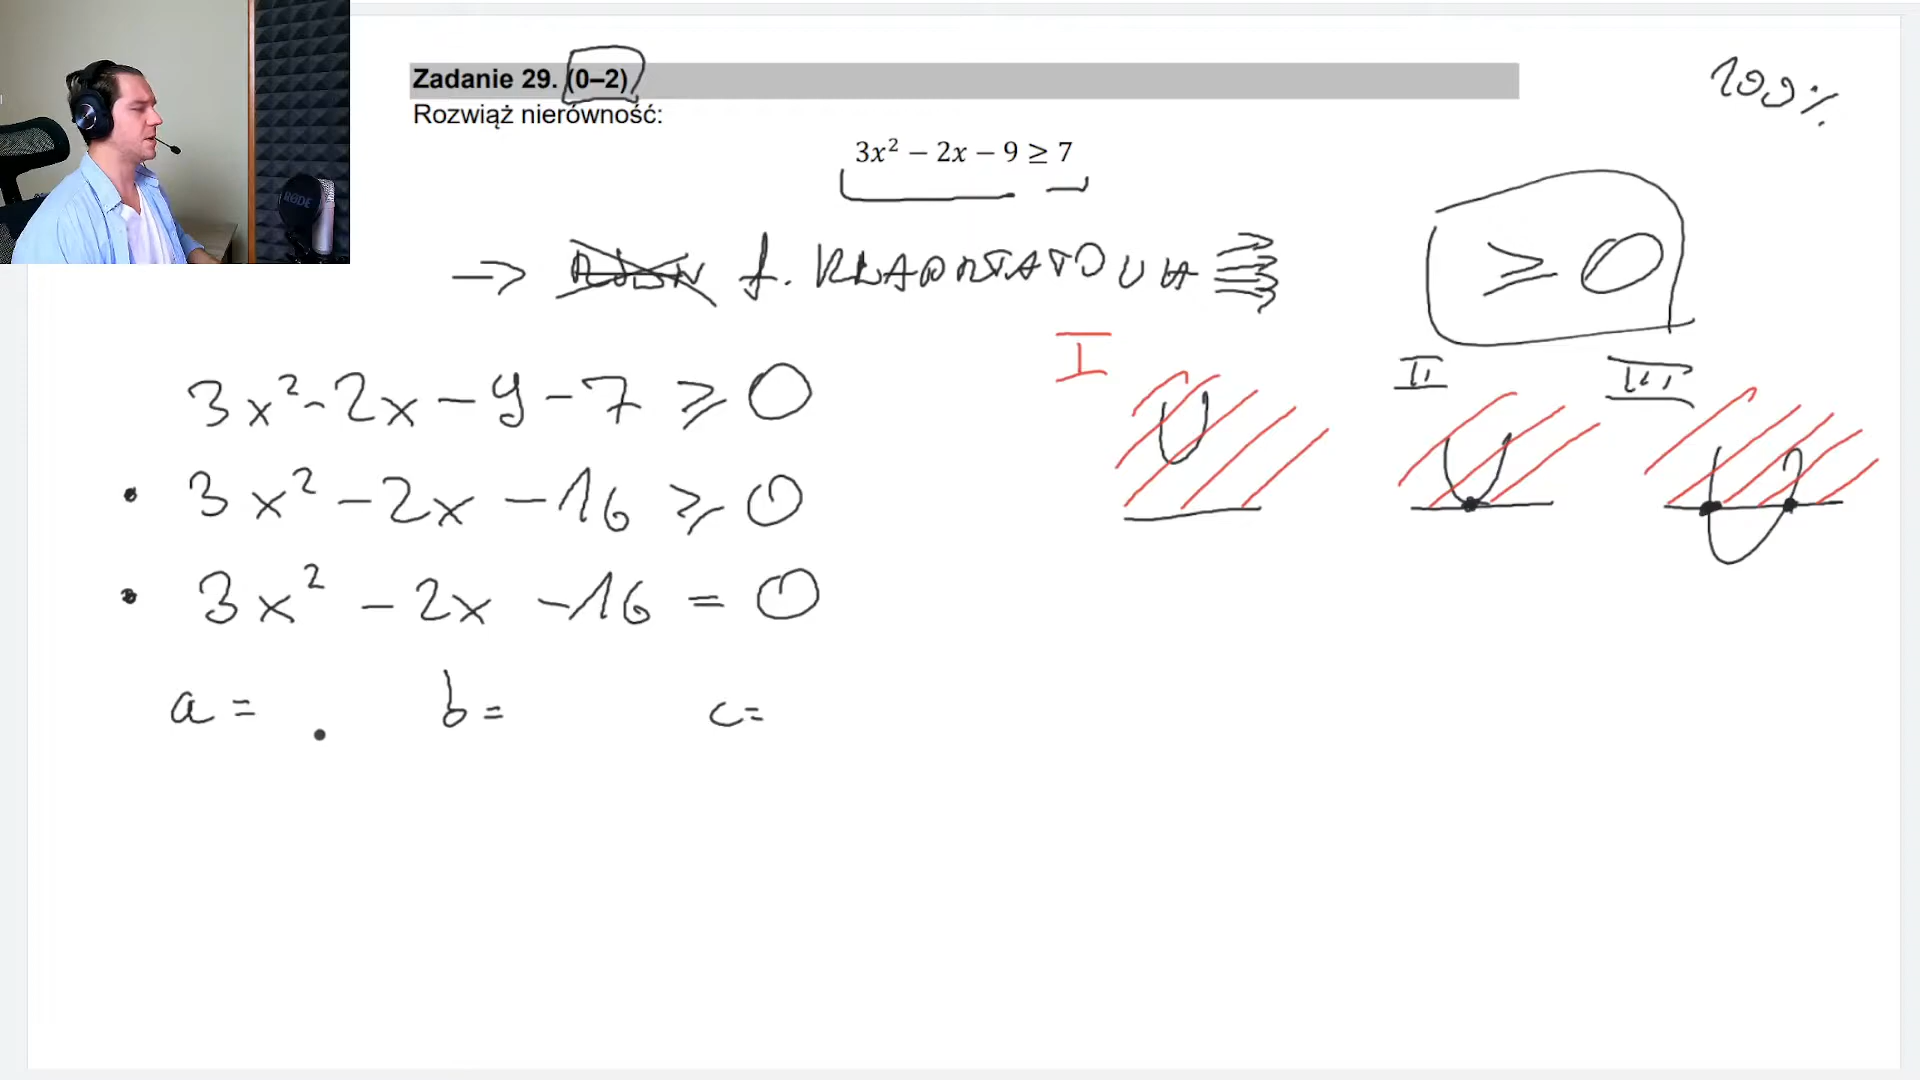 Zadanie 29. (0–2)
100%
Rozwiąż nierówność:
3x² − 2x − 9 ≥ 7
RODE
→ f. KWADRATOWA
≥ 0
I
II
III
3x² - 2x - 9 - 7 ≥ 0
• 3x² - 2x - 16 ≥ 0
• 3x² - 2x - 16 = 0
a = b = c =